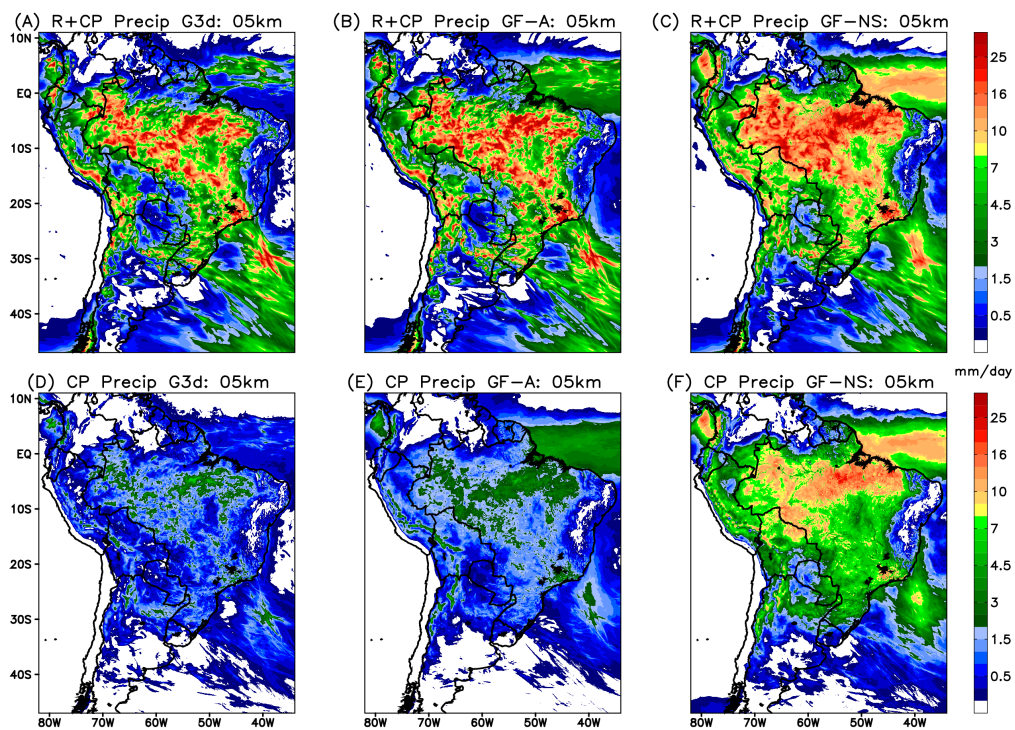 (A) R+CP Precip G3d: 05km
(B) R+CP Precip GF-A: 05km
(C) R+CP Precip GF-NS: 05km
10N
EQ
10S
20S
30S
40S
25
16
10
7
4.5
3
1.5
0.5
mm/day
(D) CP Precip G3d: 05km
(E) CP Precip GF-A: 05km
(F) CP Precip GF-NS: 05km
10N
EQ
10S
20S
30S
40S
25
16
10
7
4.5
3
1.5
0.5
80W 70W 60W 50W 40W
80W 70W 60W 50W 40W
80W 70W 60W 50W 40W